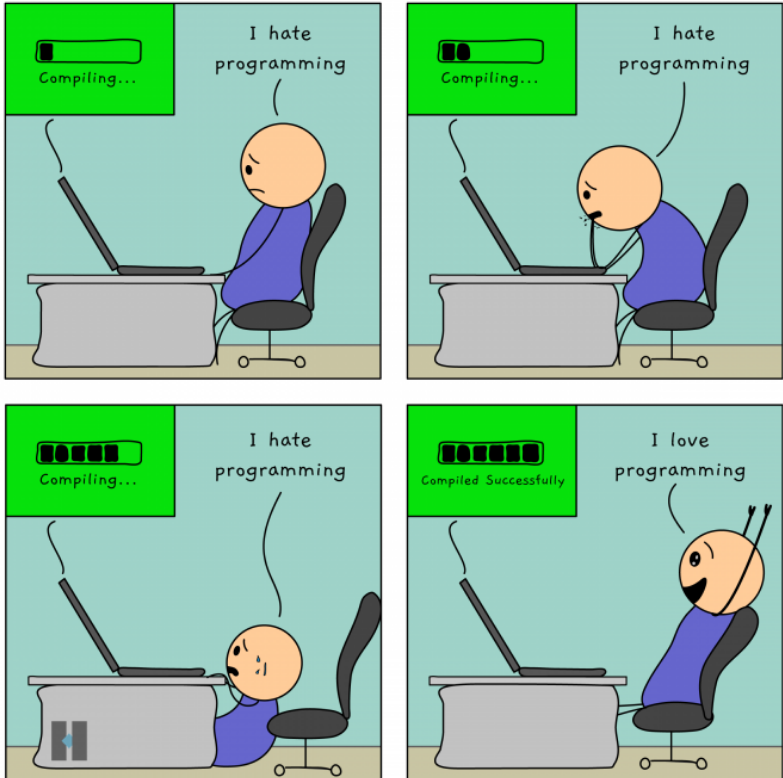 Compiling...
I hate
programming
Compiling...
I hate
programming
Compiling...
I hate
programming
Compiled Successfully
I love
programming